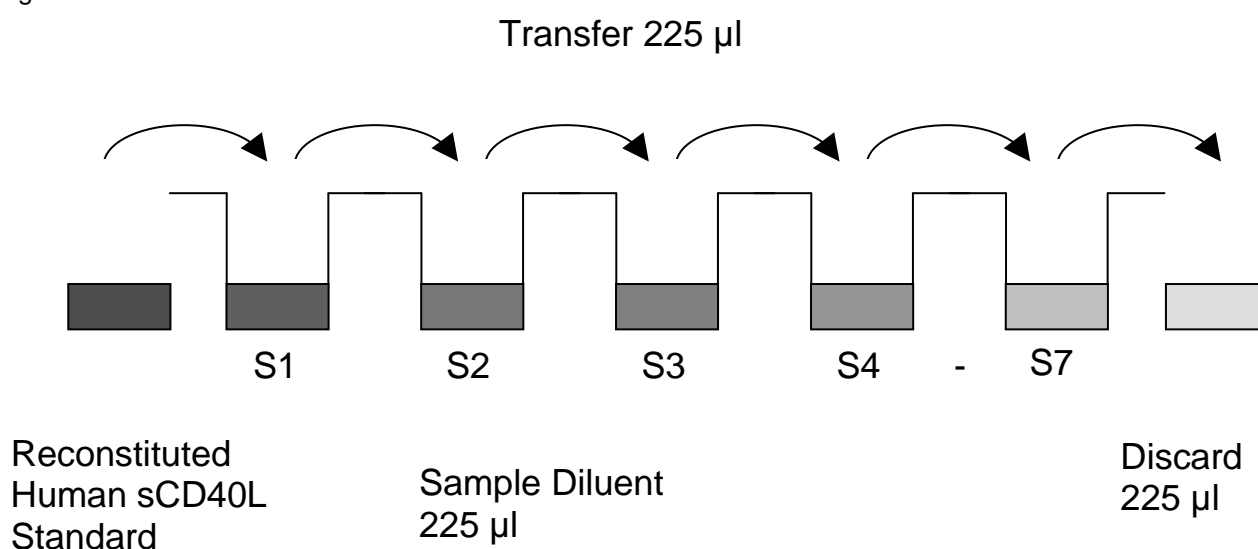 Transfer 225 µl
S1 S2 S3 S4 - S7
Reconstituted
Human sCD40L
Standard
Sample Diluent
225 µl
Discard
225 µl